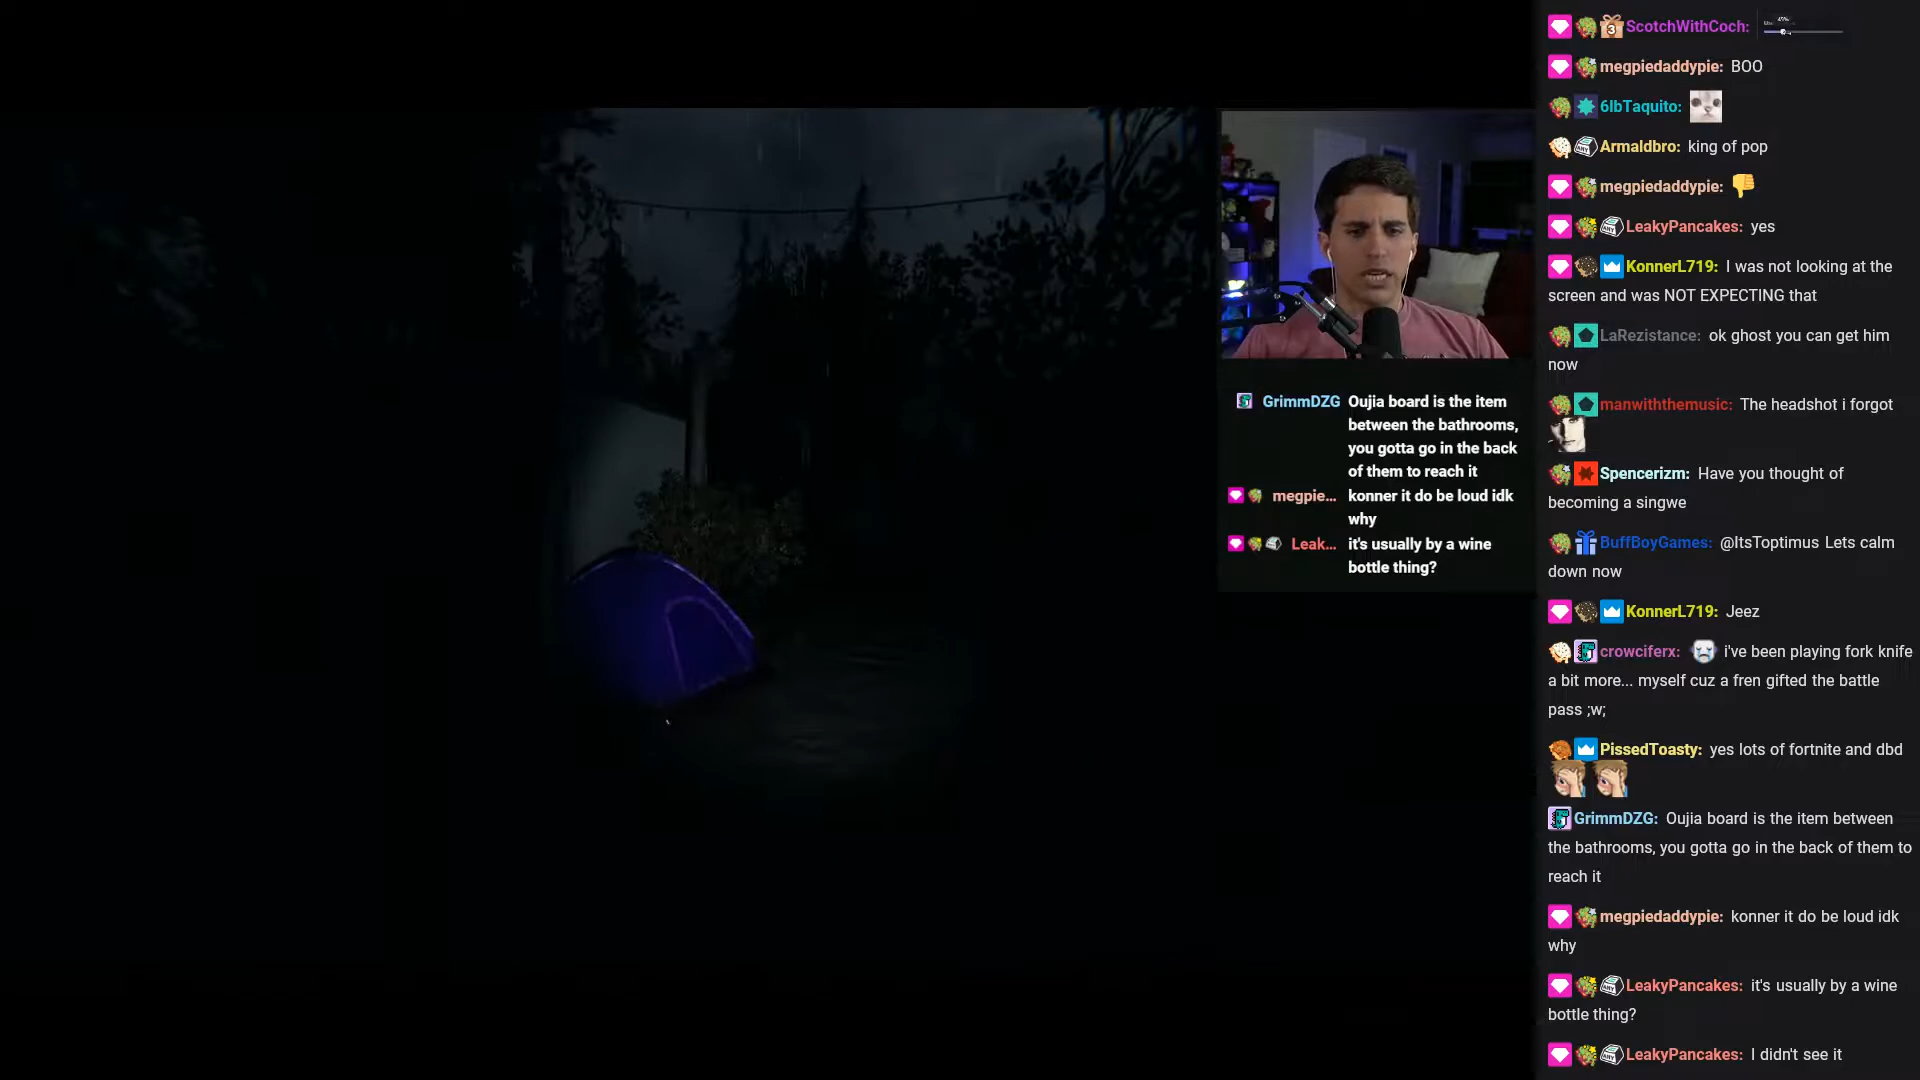 GrimmDZG Oujia board is the item
between the bathrooms,
you gotta go in the back
of them to reach it
megpie... konner it do be loud idk
why
Leak... it's usually by a wine
bottle thing?
ScotchWithCoch:
megpiedaddypie: BOO
6lbTaquito:
Armaldbro: king of pop
megpiedaddypie:
LeakyPancakes: yes
KonnerL719: I was not looking at the
screen and was NOT EXPECTING that
LaRezistance: ok ghost you can get him
now
manwiththemusic: The headshot i forgot
Spencerizm: Have you thought of
becoming a singwe
BuffBoyGames: @ItsToptimus Lets calm
down now
KonnerL719: Jeez
crowciferx: i've been playing fork knife
a bit more... myself cuz a fren gifted the battle
pass ;w;
PissedToasty: yes lots of fortnite and dbd
GrimmDZG: Oujia board is the item between
the bathrooms, you gotta go in the back of them to
reach it
megpiedaddypie: konner it do be loud idk
why
LeakyPancakes: it's usually by a wine
bottle thing?
LeakyPancakes: I didn't see it